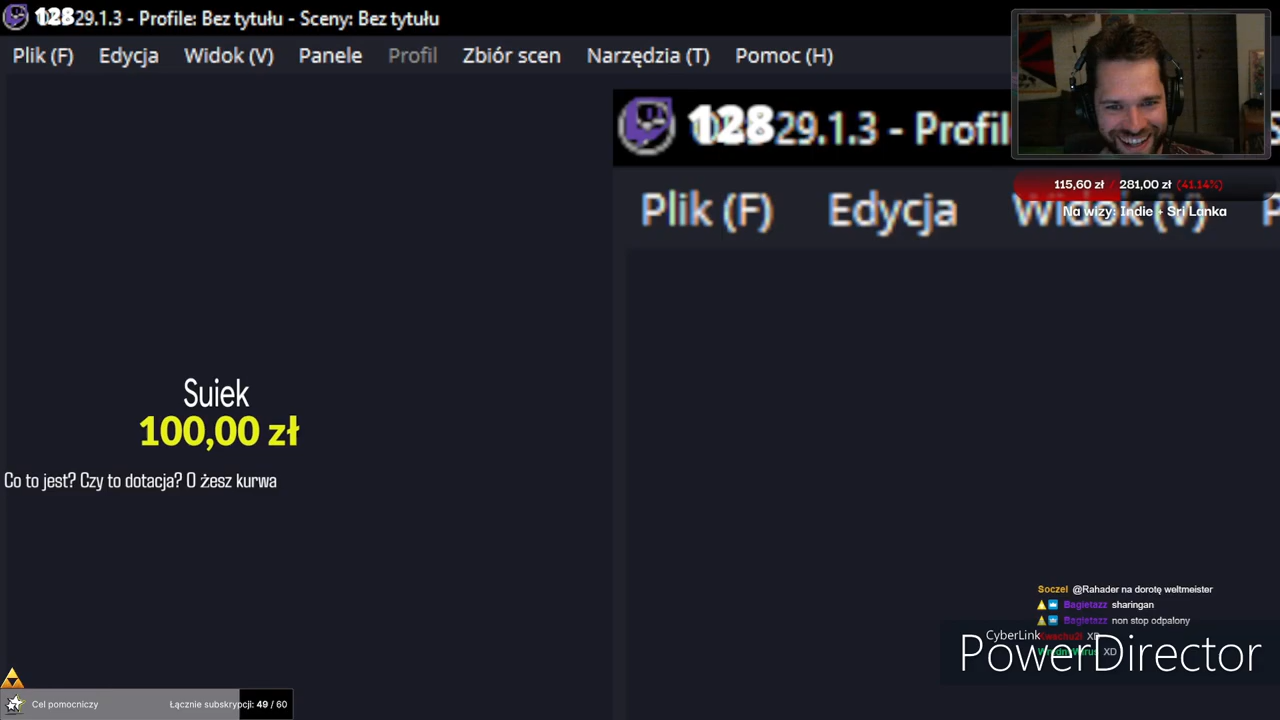 128 29.1.3 - Profile: Bez tytułu - Sceny: Bez tytułu
Plik (F) Edycja Widok (V) Panele Profil Zbiór scen Narzędzia (T) Pomoc (H)
128 29.1.3 - Profil
Plik (F) Edycja Widok (V)
115,60 zł / 281,00 zł (41.14%)
Na wizy: Indie + Sri Lanka
Suiek
100,00 zł
Co to jest? Czy to dotacja? O żesz kurwa
Soczel @Rahader na dorotę weltmeister
Bagietazz sharingan
Bagietazz non stop odpalony
XD
XD
CyberLink
PowerDirector
Cel pomocniczy Łącznie subskrypcji: 49 / 60